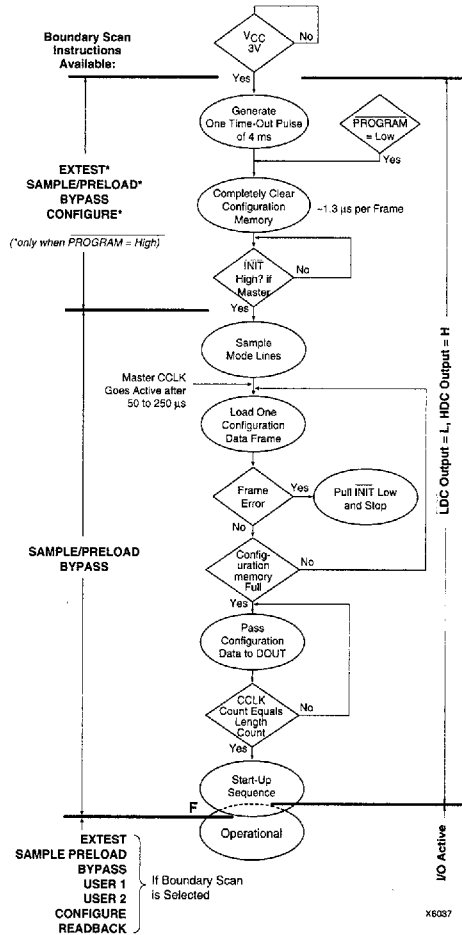 Boundary Scan
Instructions
Available:
VCC
3V
No
Yes
Generate
One Time-Out Pulse
of 4 ms
PROGRAM
= Low
Yes
EXTEST*
SAMPLE/PRELOAD*
BYPASS
CONFIGURE*
(*only when PROGRAM = High)
Completely Clear
Configuration
Memory
~1.3 µs per Frame
INIT
High? if
Master
No
Yes
Sample
Mode Lines
Master CCLK
Goes Active after
50 to 250 µs
Load One
Configuration
Data Frame
LDC Output = L, HDC Output = H
Frame
Error
Yes
Pull INIT Low
and Stop
No
SAMPLE/PRELOAD
BYPASS
Config-
uration
memory
Full
No
Yes
Pass
Configuration
Data to DOUT
CCLK
Count Equals
Length
Count
No
Yes
Start-Up
Sequence
F
Operational
I/O Active
EXTEST
SAMPLE PRELOAD
BYPASS
USER 1
USER 2
CONFIGURE
READBACK
If Boundary Scan
is Selected
X6037